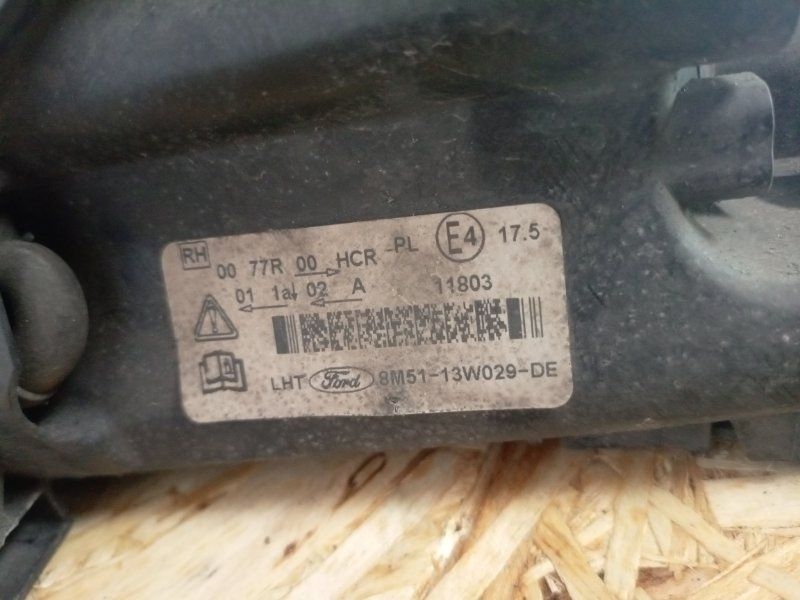 RH 00 77R 00 HCR -PL E4 17.5
01 1a 02 A 11803
LHT Ford 8M51-13W029-DE